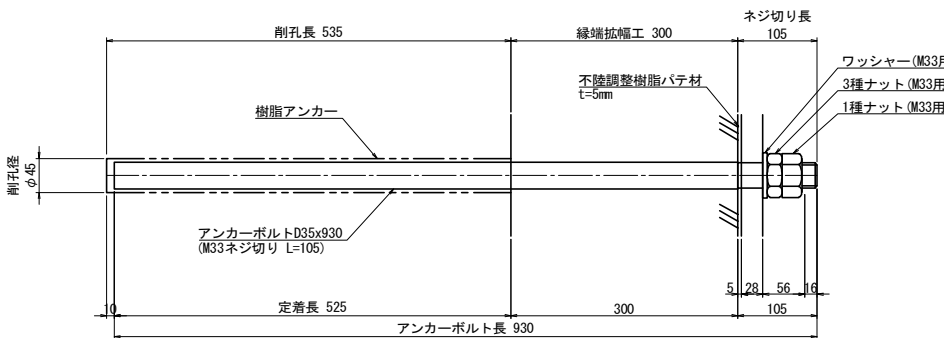 ネジ切り長
削孔長 535
縁端拡幅工 300
105
ワッシャー(M33用
不陸調整樹脂パテ材
t=5mm
3種ナット(M33用
樹脂アンカー
1種ナット(M33用
削孔径
φ45
アンカーボルトD35x930
(M33ネジ切り L=105)
5
28
56
16
10
定着長 525
300
105
アンカーボルト長 930